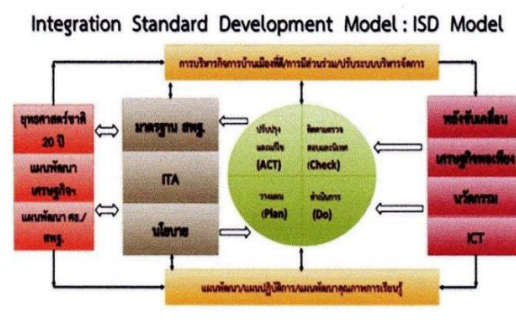 Integration Standard Development Model : ISD Model
การบริหารกิจการบ้านเมืองที่ดี/การมีส่วนร่วม/ปรับระบบบริหารจัดการ
ยุทธศาสตร์ชาติ
20 ปี
แผนพัฒนา
เศรษฐกิจฯ
แผนพัฒนา ศธ./
สพฐ.
มาตรฐาน สพฐ.
ITA
นโยบาย
ปรับปรุง
และแก้ไข
(ACT)
ติดตามตรวจ
สอบและนิเทศ
(Check)
วางแผน
(Plan)
ดำเนินการ
(Do)
พลังขับเคลื่อน
เศรษฐกิจพอเพียง
นวัตกรรม
ICT
แผนพัฒนา/แผนปฏิบัติการ/แผนพัฒนาคุณภาพการเรียนรู้